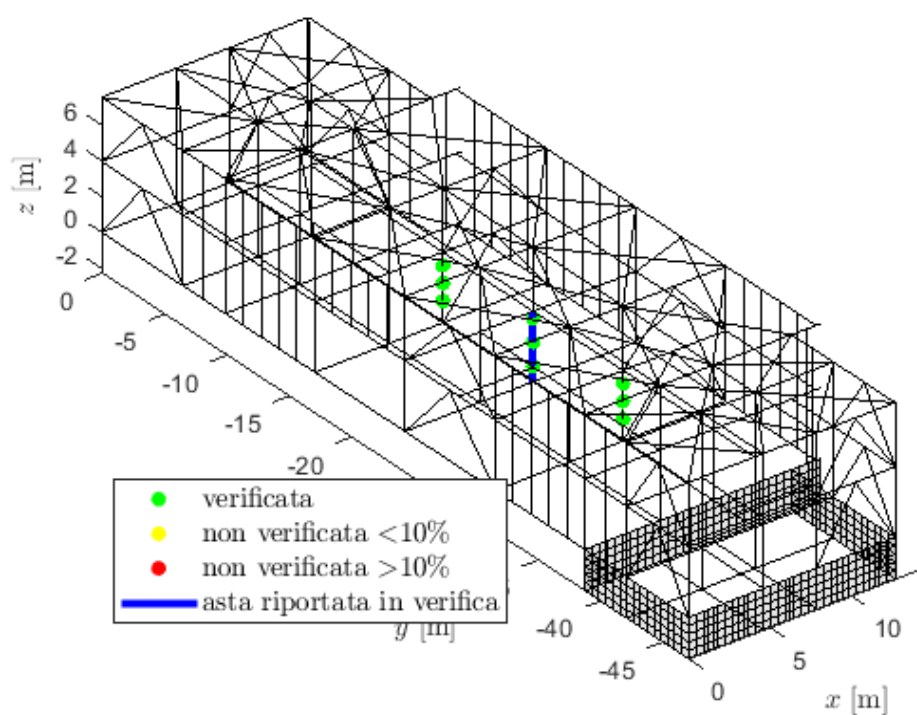 6
4
2
0
-2
z [m]
0
-5
-10
-15
-20
verificata
non verificata <10%
non verificata >10%
asta riportata in verifica
y [m]
-40
-45
0
5
10
x [m]